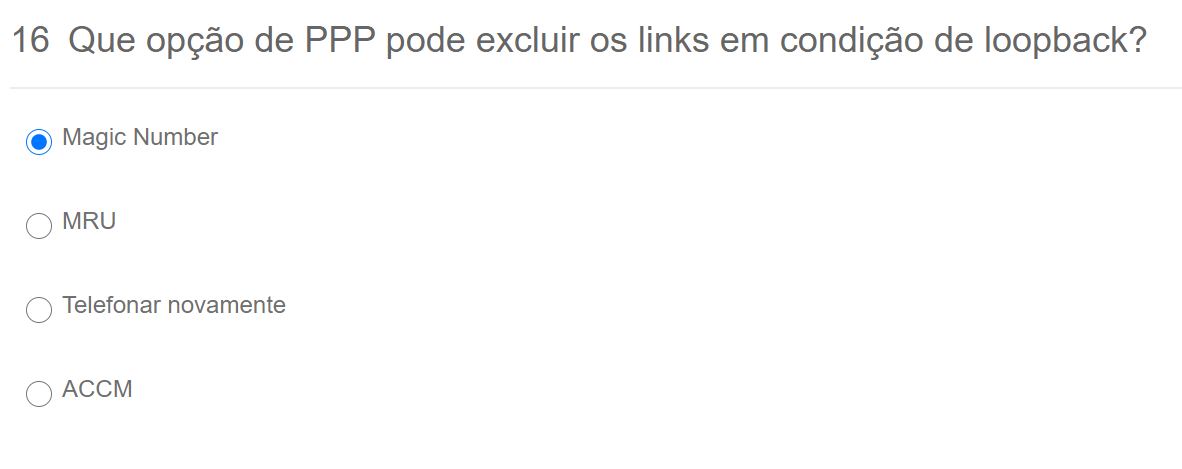 16 Que opção de PPP pode excluir os links em condição de loopback?
Magic Number
MRU
Telefonar novamente
ACCM